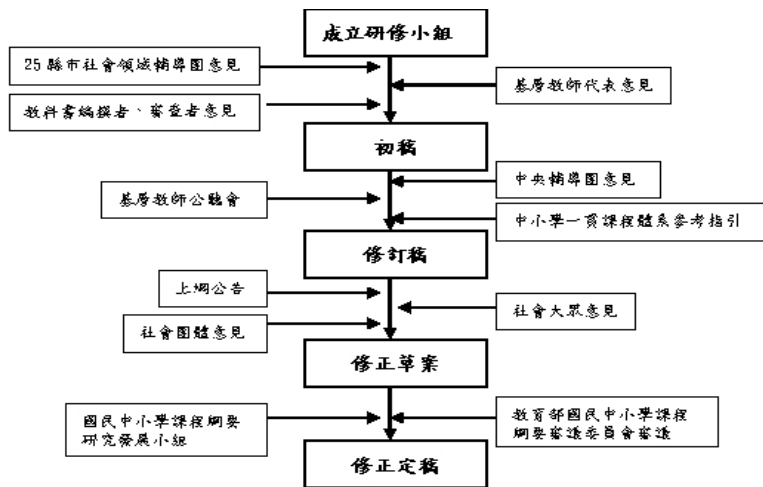 成立研修小組
25縣市社會領域輔導團意見
基層教師代表意見
教科書編撰者、審查者意見
初稿
中央輔導團意見
基層教師公聽會
中小學一貫課程體系參考指引
修訂稿
上網公告
社會大眾意見
社會團體意見
修正草案
國民中小學課程綱要
研究發展小組
教育部國民中小學課程
綱要審議委員會審議
修正定稿